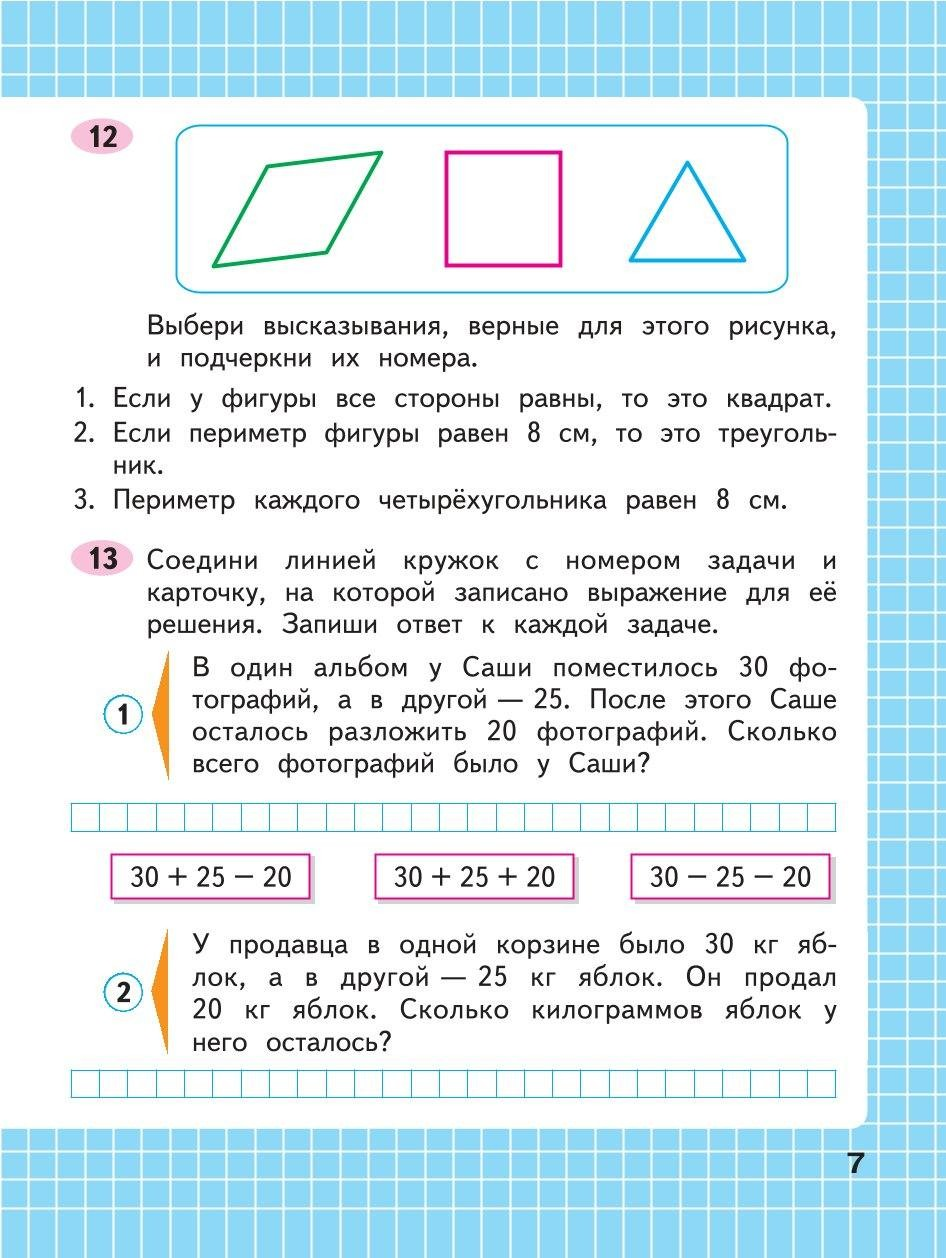 12
Выбери высказывания, верные для этого рисунка,
и подчеркни их номера.
1. Если у фигуры все стороны равны, то это квадрат.
2. Если периметр фигуры равен 8 см, то это треуголь-
ник.
3. Периметр каждого четырёхугольника равен 8 см.
13 Соедини линией кружок с номером задачи и
карточку, на которой записано выражение для её
решения. Запиши ответ к каждой задаче.
В один альбом у Саши поместилось 30 фо-
тографий, а в другой — 25. После этого Саше
1 осталось разложить 20 фотографий. Сколько
всего фотографий было у Саши?
30 + 25 − 20 30 + 25 + 20 30 − 25 − 20
У продавца в одной корзине было 30 кг яб-
лок, а в другой — 25 кг яблок. Он продал
2 20 кг яблок. Сколько килограммов яблок у
него осталось?
7